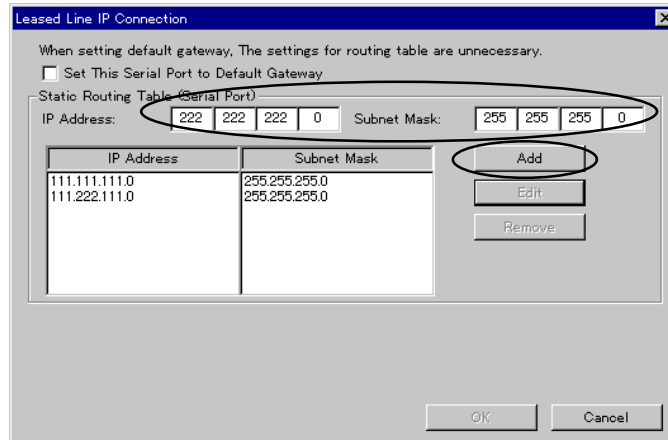 Leased Line IP Connection
When setting default gateway, The settings for routing table are unnecessary.
Set This Serial Port to Default Gateway
Static Routing Table (Serial Port)
IP Address: 222 222 222 0 Subnet Mask: 255 255 255 0
IP Address Subnet Mask Add
111.111.111.0 255.255.255.0
111.222.111.0 255.255.255.0 Edit
Remove
OK Cancel